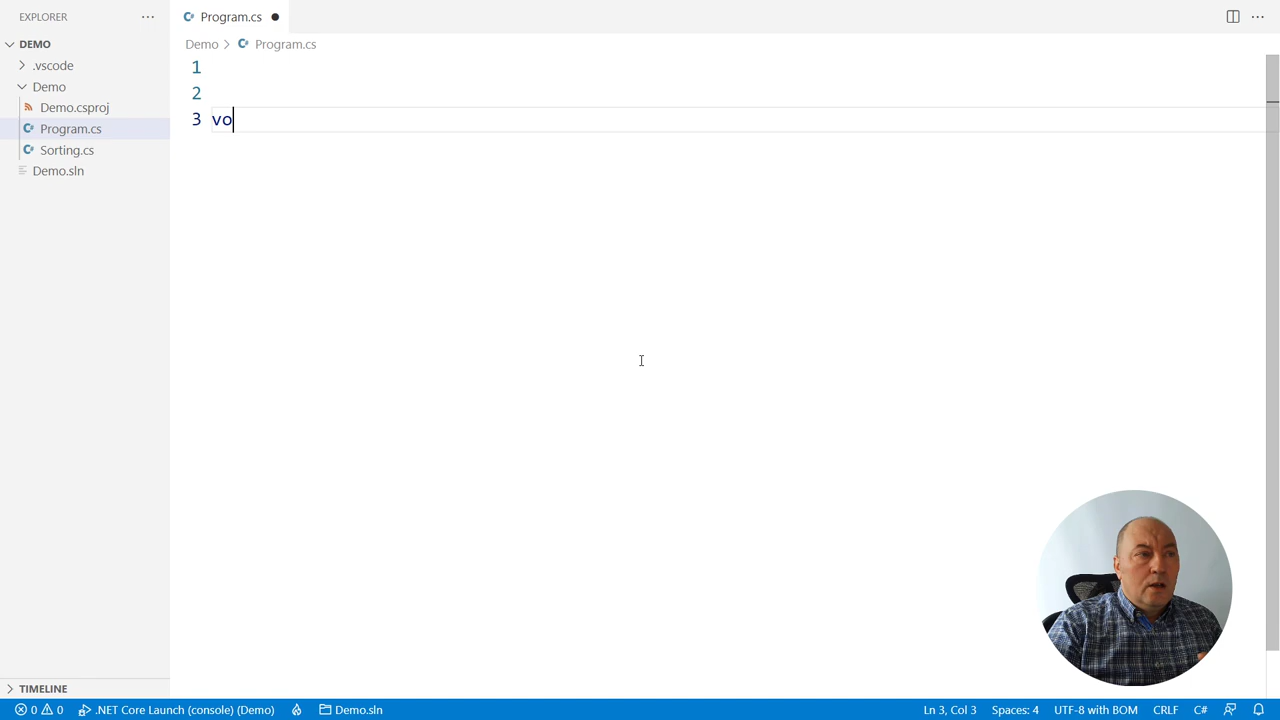 EXPLORER
Program.cs
DEMO
Demo
Program.cs
.vscode
1
Demo
2
Demo.csproj
3 vo
Program.cs
Sorting.cs
Demo.sln
TIMELINE
0 0 .NET Core Launch (console) (Demo) Demo.sln Ln 3, Col 3 Spaces: 4 UTF-8 with BOM CRLF C#